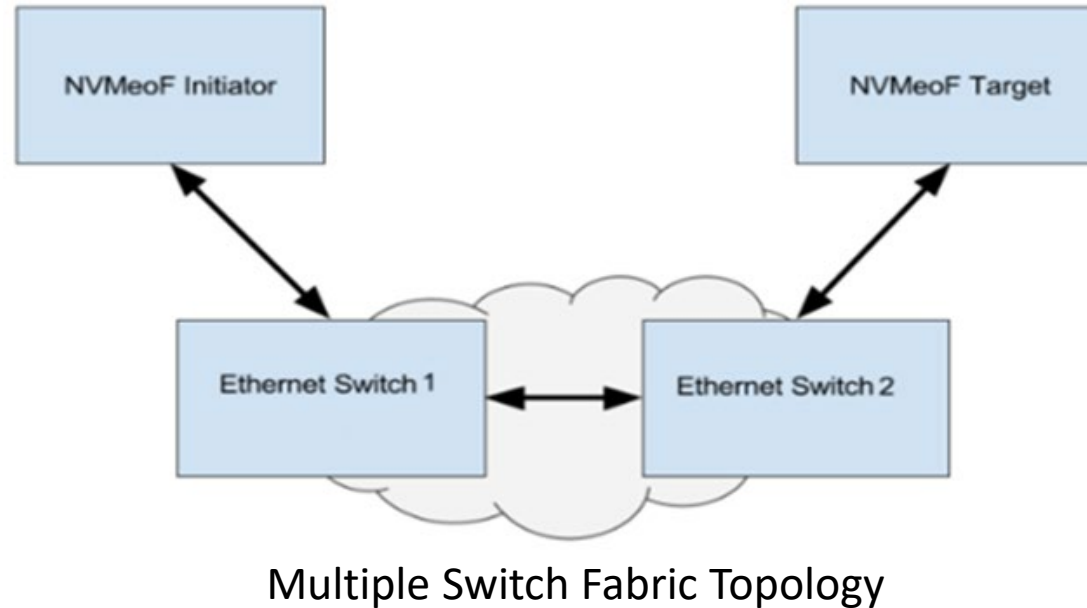 NVMeoF Initiator
NVMeoF Target
Ethernet Switch 1
Ethernet Switch 2
Multiple Switch Fabric Topology